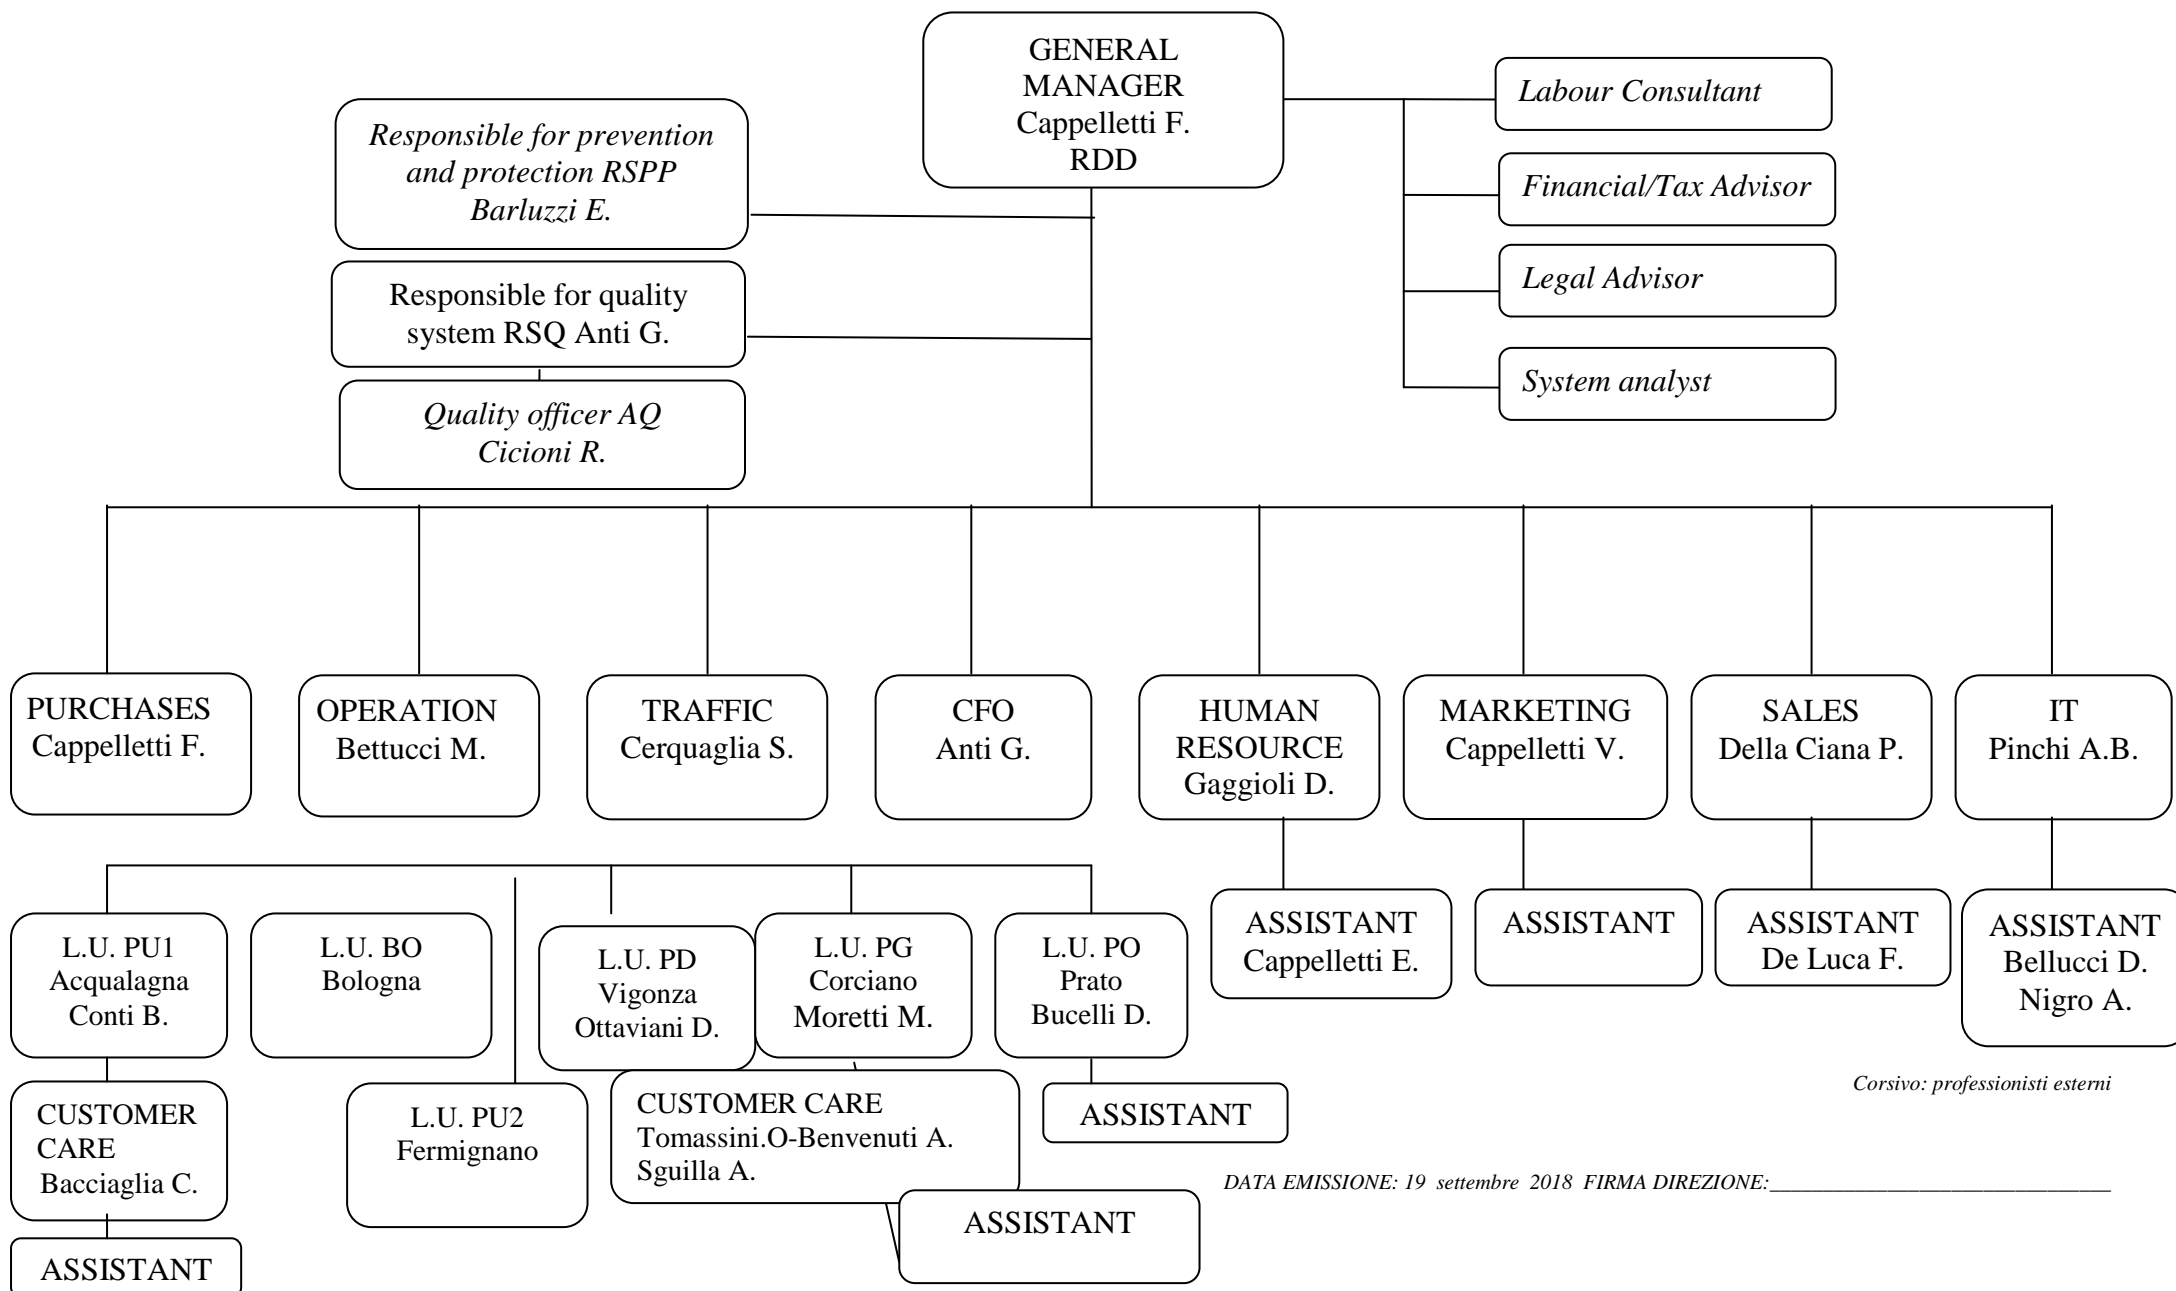 GENERAL
MANAGER
Cappelletti F.
RDD
Labour Consultant
Financial/Tax Advisor
Legal Advisor
System analyst
Responsible for prevention
and protection RSPP
Barluzzi E.
Responsible for quality
system RSQ Anti G.
Quality officer AQ
Cicioni R.
PURCHASES
Cappelletti F.
OPERATION
Bettucci M.
TRAFFIC
Cerquaglia S.
CFO
Anti G.
HUMAN
RESOURCE
Gaggioli D.
MARKETING
Cappelletti V.
SALES
Della Ciana P.
IT
Pinchi A.B.
L.U. PU1
Acqualagna
Conti B.
L.U. BO
Bologna
L.U. PD
Vigonza
Ottaviani D.
L.U. PG
Corciano
Moretti M.
L.U. PO
Prato
Bucelli D.
ASSISTANT
Cappelletti E.
ASSISTANT
ASSISTANT
De Luca F.
ASSISTANT
Bellucci D.
Nigro A.
CUSTOMER
CARE
Bacciaglia C.
L.U. PU2
Fermignano
CUSTOMER CARE
Tomassini.O-Benvenuti A.
Sguilla A.
ASSISTANT
Corsivo: professionisti esterni
ASSISTANT
ASSISTANT
DATA EMISSIONE: 19 settembre 2018 FIRMA DIREZIONE:________________________________